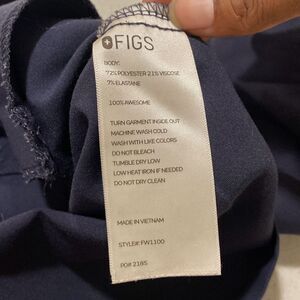 FIGS
BODY:
72% POLYESTER 21% VISCOSE
7% ELASTANE
100% AWESOME
TURN GARMENT INSIDE OUT
MACHINE WASH COLD
WASH WITH LIKE COLORS
DO NOT BLEACH
TUMBLE DRY LOW
LOW HEAT IRON IF NEEDED
DO NOT DRY CLEAN
MADE IN VIETNAM
STYLE#: FW1100
PO# 2185